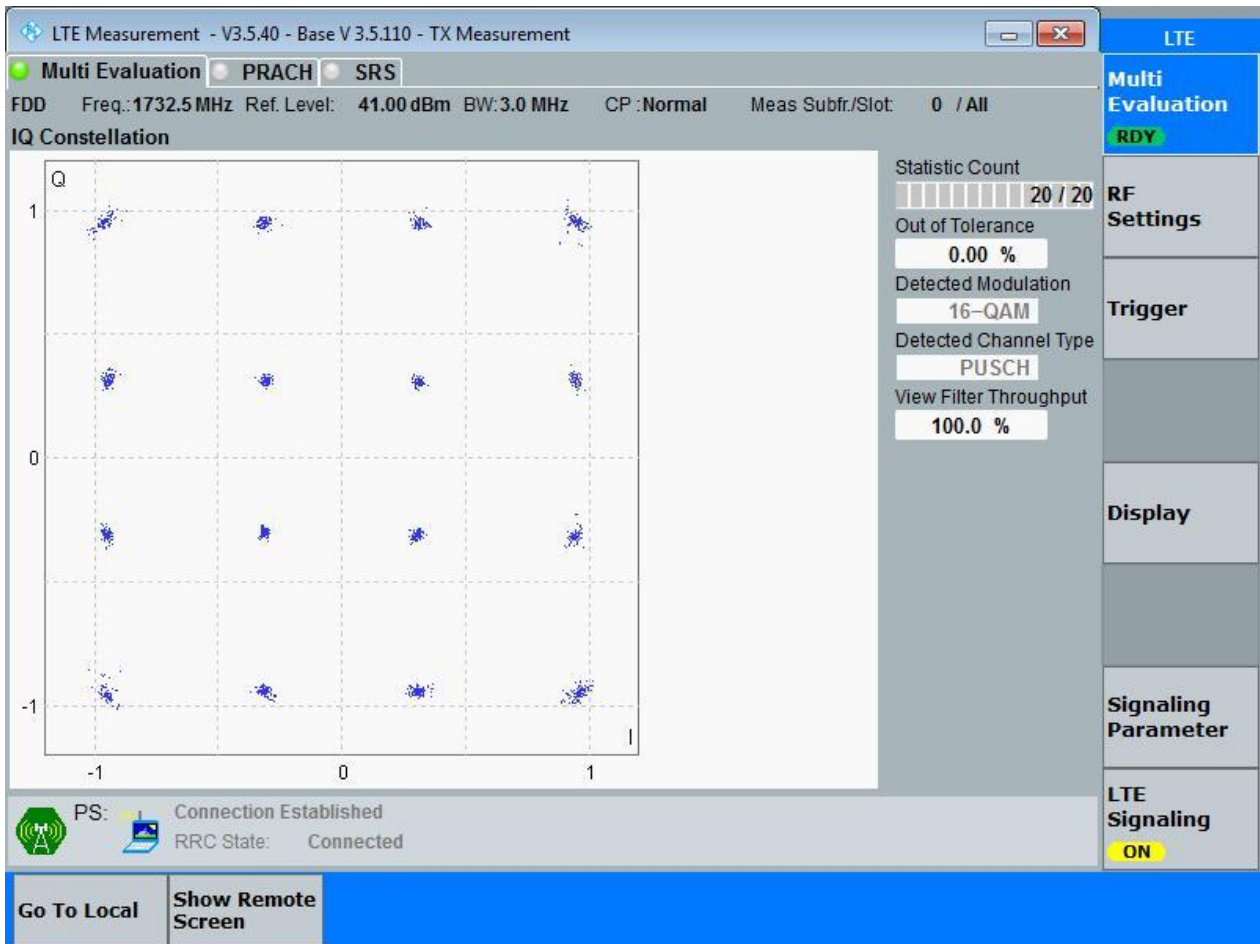 LTE Measurement - V3.5.40 - Base V 3.5.110 - TX Measurement
LTE
Multi Evaluation PRACH SRS
FDD Freq.: 1732.5 MHz Ref. Level: 41.00 dBm BW: 3.0 MHz CP : Normal Meas Subfr./Slot: 0 / All
IQ Constellation
Q
1
0
-1
I
-1 0 1
Statistic Count
20 / 20
Out of Tolerance
0.00 %
Detected Modulation
16-QAM
Detected Channel Type
PUSCH
View Filter Throughput
100.0 %
Multi
Evaluation
RDY
RF
Settings
Trigger
Display
Signaling
Parameter
LTE
Signaling
ON
PS: Connection Established
RRC State: Connected
Go To Local
Show Remote
Screen